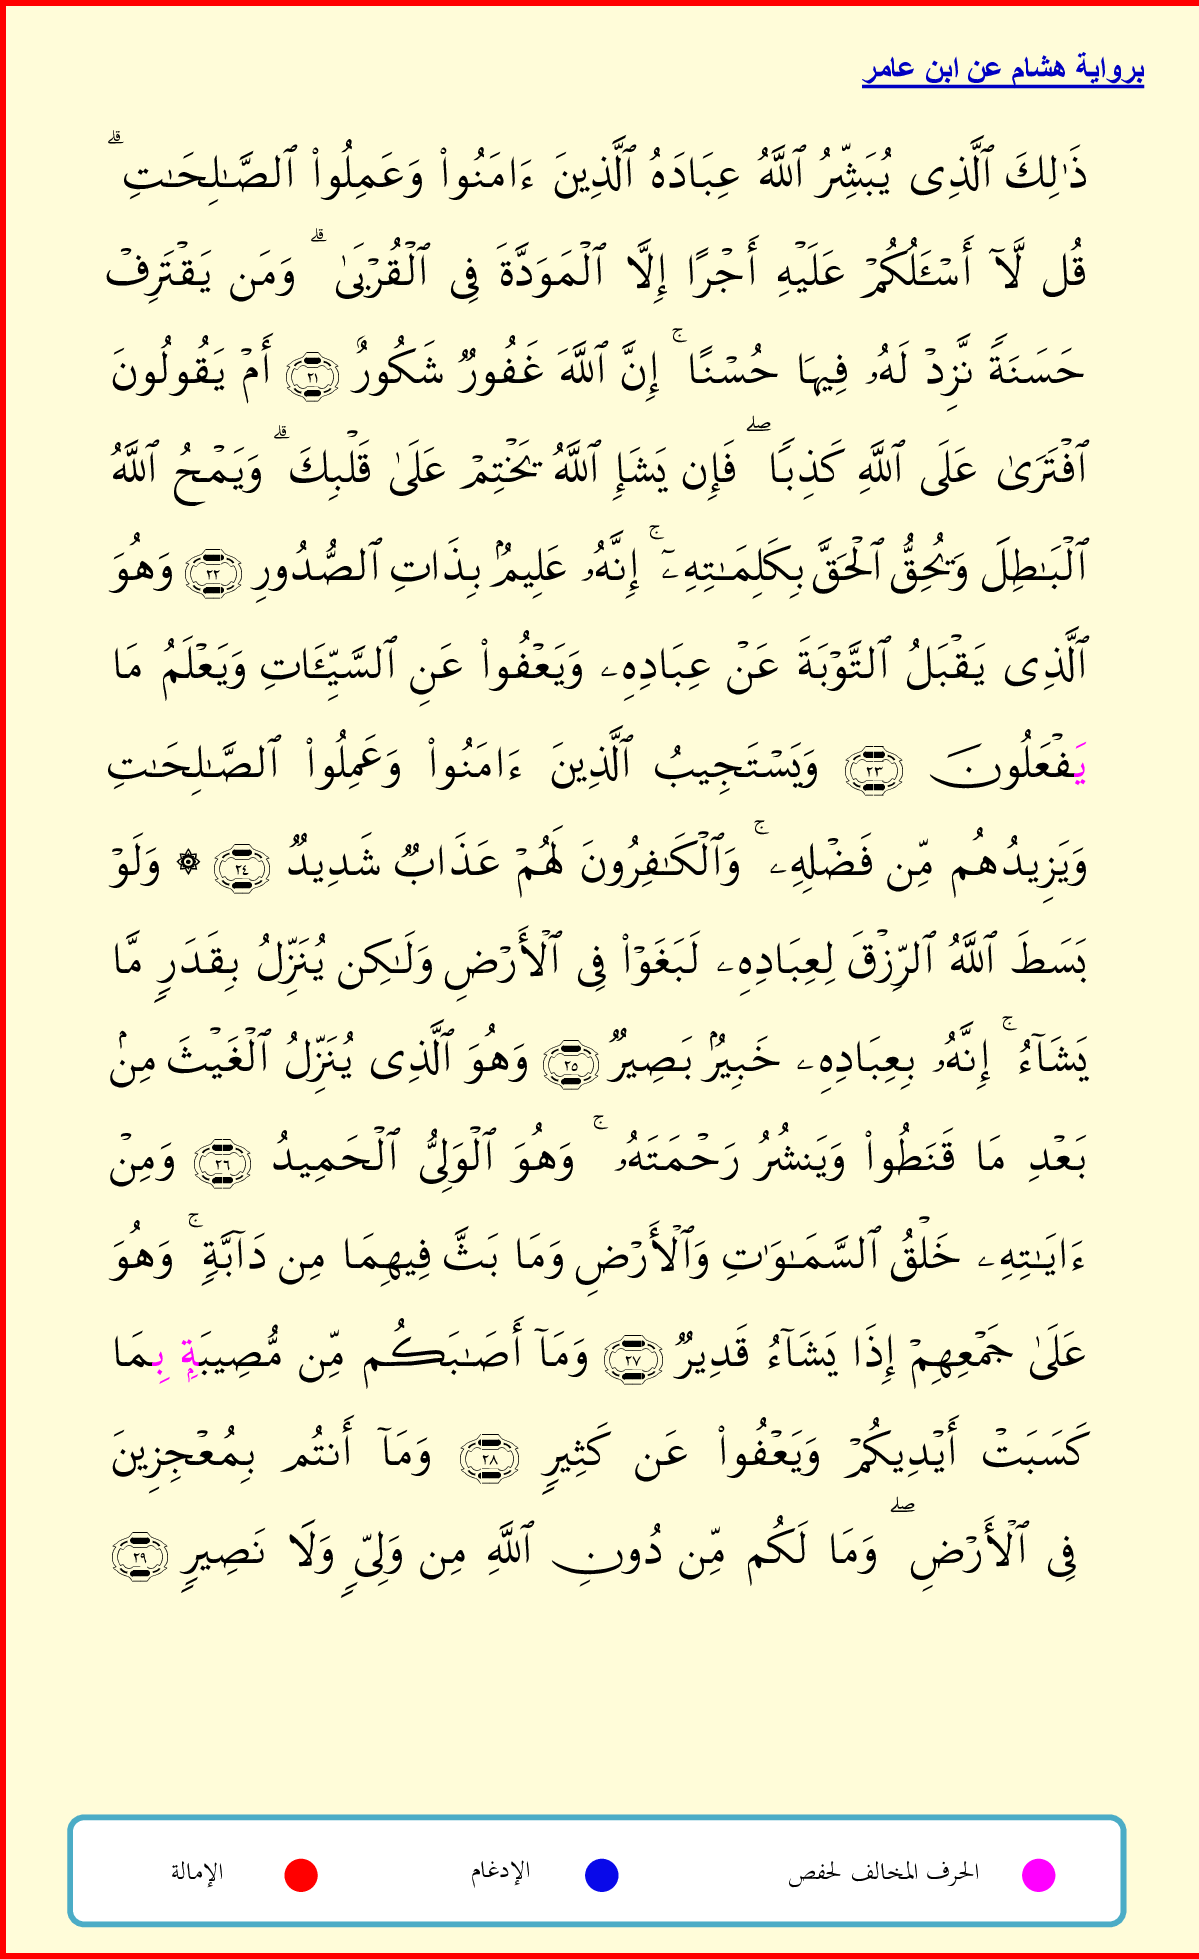 برواية هشام عن ابن عامر
ذَٰلِكَ ٱلَّذِى يُبَشِّرُ ٱللَّهُ عِبَادَهُ ٱلَّذِينَ ءَامَنُوا۟ وَعَمِلُوا۟ ٱلصَّـٰلِحَـٰتِ ۗ
قُل لَّآ أَسْـَٔلُكُمْ عَلَيْهِ أَجْرًا إِلَّا ٱلْمَوَدَّةَ فِى ٱلْقُرْبَىٰ ۗ وَمَن يَقْتَرِفْ
حَسَنَةً نَّزِدْ لَهُۥ فِيهَا حُسْنًا ۚ إِنَّ ٱللَّهَ غَفُورٌ شَكُورٌ ٢١ أَمْ يَقُولُونَ
ٱفْتَرَىٰ عَلَى ٱللَّهِ كَذِبًا ۖ فَإِن يَشَإِ ٱللَّهُ يَخْتِمْ عَلَىٰ قَلْبِكَ ۗ وَيَمْحُ ٱللَّهُ
ٱلْبَـٰطِلَ وَيُحِقُّ ٱلْحَقَّ بِكَلِمَـٰتِهِۦٓ ۚ إِنَّهُۥ عَلِيمٌۢ بِذَاتِ ٱلصُّدُورِ ٢٢ وَهُوَ
ٱلَّذِى يَقْبَلُ ٱلتَّوْبَةَ عَنْ عِبَادِهِۦ وَيَعْفُوا۟ عَنِ ٱلسَّيِّـَٔاتِ وَيَعْلَمُ مَا
يَفْعَلُونَ ٢٣ وَيَسْتَجِيبُ ٱلَّذِينَ ءَامَنُوا۟ وَعَمِلُوا۟ ٱلصَّـٰلِحَـٰتِ
وَيَزِيدُهُم مِّن فَضْلِهِۦ ۚ وَٱلْكَـٰفِرُونَ لَهُمْ عَذَابٌ شَدِيدٌ ٢٤ ۞ وَلَوْ
بَسَطَ ٱللَّهُ ٱلرِّزْقَ لِعِبَادِهِۦ لَبَغَوْا۟ فِى ٱلْأَرْضِ وَلَـٰكِن يُنَزِّلُ بِقَدَرٍ مَّا
يَشَآءُ ۚ إِنَّهُۥ بِعِبَادِهِۦ خَبِيرٌۢ بَصِيرٌ ٢٥ وَهُوَ ٱلَّذِى يُنَزِّلُ ٱلْغَيْثَ مِنۢ
بَعْدِ مَا قَنَطُوا۟ وَيَنشُرُ رَحْمَتَهُۥ ۚ وَهُوَ ٱلْوَلِىُّ ٱلْحَمِيدُ ٢٦ وَمِنْ
ءَايَـٰتِهِۦ خَلْقُ ٱلسَّمَـٰوَٰتِ وَٱلْأَرْضِ وَمَا بَثَّ فِيهِمَا مِن دَآبَّةٍ ۚ وَهُوَ
عَلَىٰ جَمْعِهِمْ إِذَا يَشَآءُ قَدِيرٌ ٢٧ وَمَآ أَصَـٰبَكُم مِّن مُّصِيبَةٍۭ بِمَا
كَسَبَتْ أَيْدِيكُمْ وَيَعْفُوا۟ عَن كَثِيرٍ ٢٨ وَمَآ أَنتُم بِمُعْجِزِينَ
فِى ٱلْأَرْضِ ۖ وَمَا لَكُم مِّن دُونِ ٱللَّهِ مِن وَلِىٍّ وَلَا نَصِيرٍ ٢٩
الحرف المخالف لحفص الإدغام الإمالة